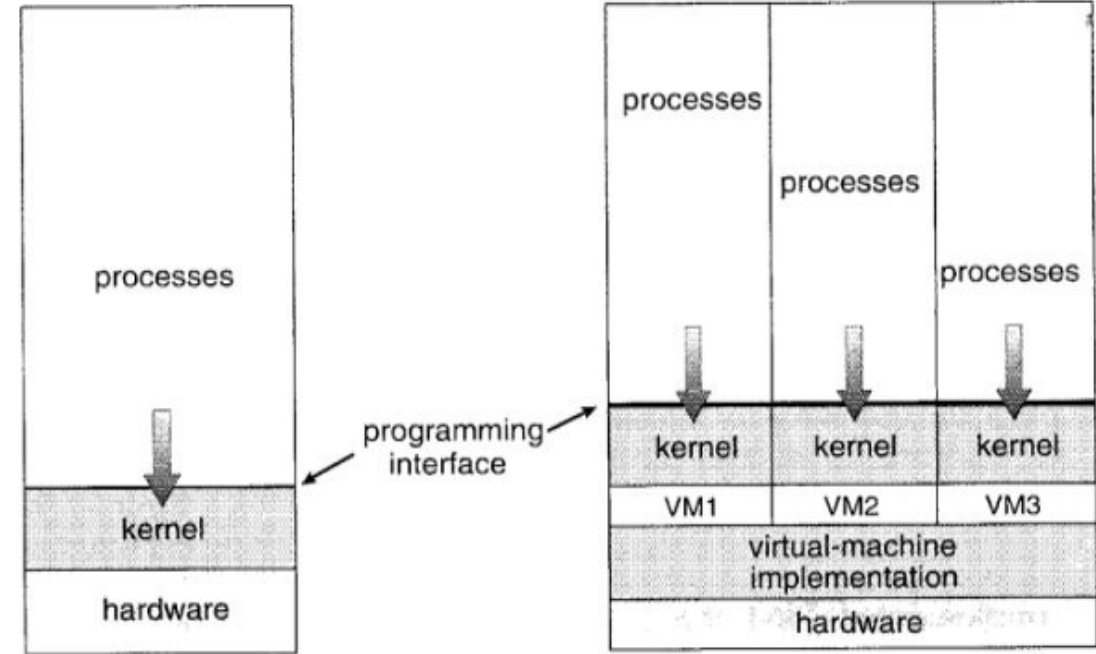 processes
kernel
hardware
programming
interface
processes
processes
processes
kernel
kernel
kernel
VM1
VM2
VM3
virtual-machine
implementation
hardware